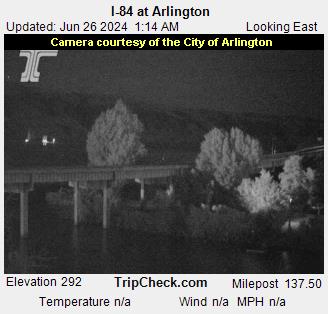 I-84 at Arlington
Updated: Jun 26 2024 1:14 AM Looking East
Camera courtesy of the City of Arlington
Elevation 292 TripCheck.com Milepost 137.50
Temperature n/a Wind n/a MPH n/a